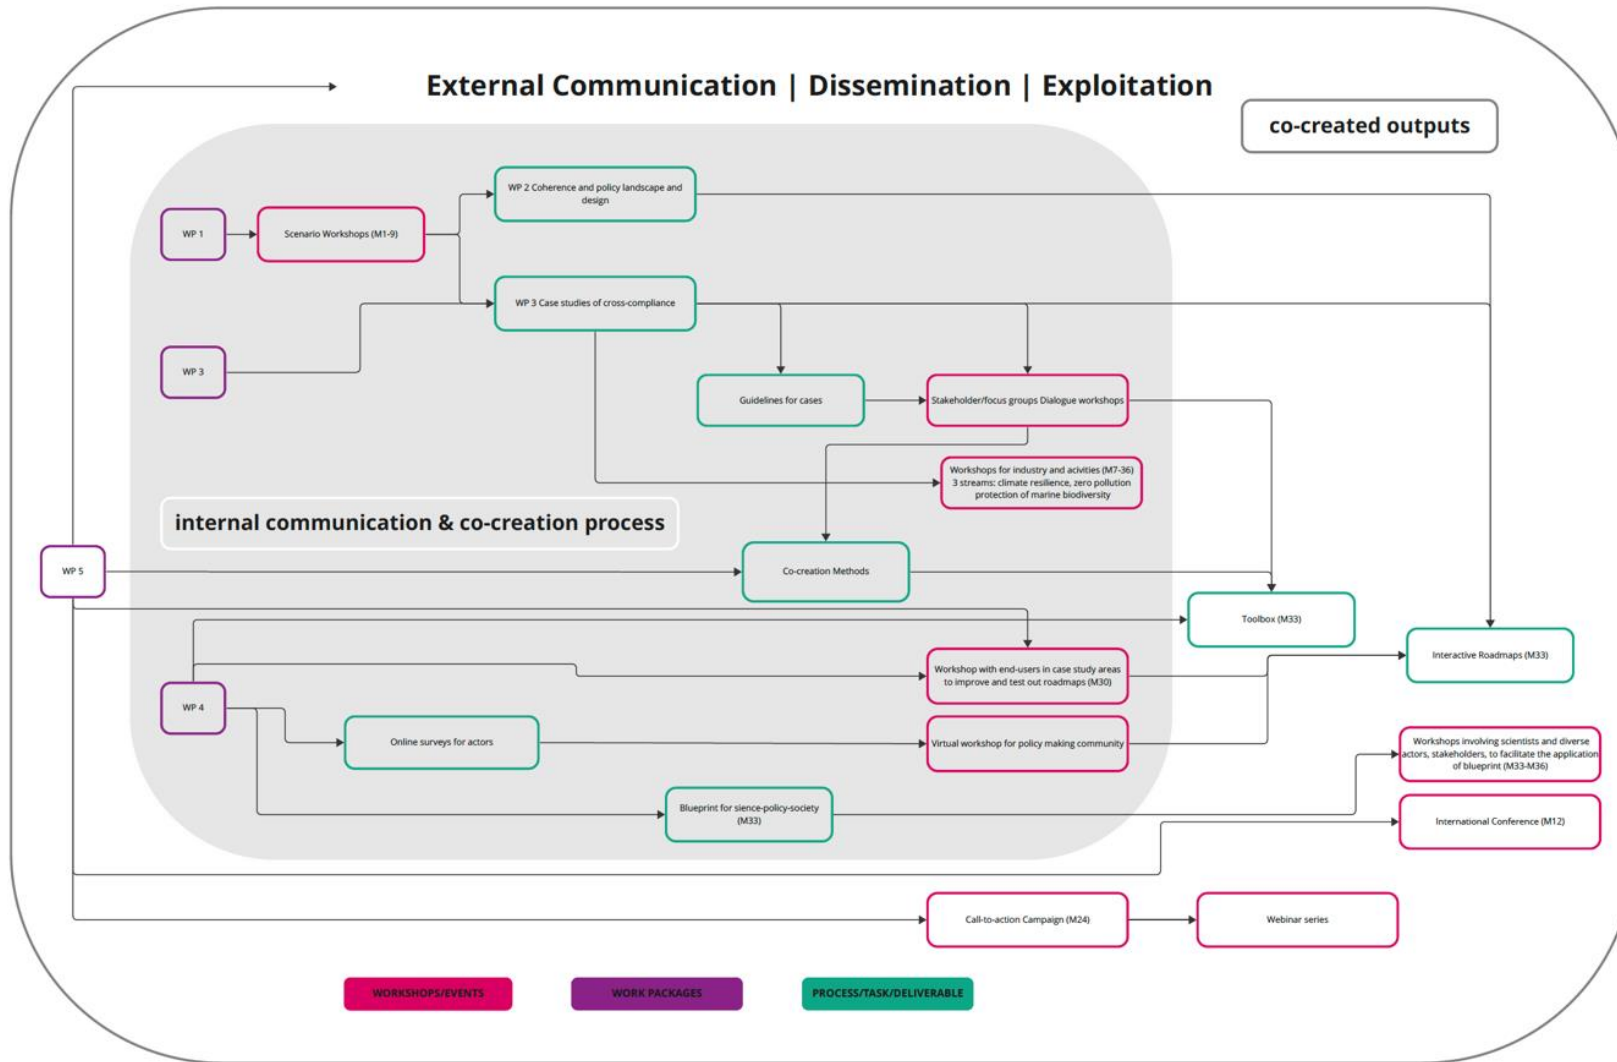 External Communication | Dissemination | Exploitation
co-created outputs
WP 2 Coherence and policy landscape and
design
WP 1
Scenario Workshops (M1-9)
WP 3 Case studies of cross-compliance
WP 3
Guidelines for cases
Stakeholder/focus groups Dialogue workshops
Workshops for industry and acivities (M7-36)
3 streams: climate resilience, zero pollution
protection of marine biodiversity
internal communication & co-creation process
WP 5
Co-creation Methods
Toolbox (M33)
Interactive Roadmaps (M33)
Workshop with end-users in case study areas
to improve and test out roadmaps (M30)
WP 4
Online surveys for actors
Virtual workshop for policy making community
Workshops involving scientists and diverse
actors, stakeholders, to facilitate the application
of blueprint (M33-M36)
Blueprint for sience-policy-society
(M33)
International Conference (M12)
Call-to-action Campaign (M24)
Webinar series
WORKSHOPS/EVENTS
WORK PACKAGES
PROCESS/TASK/DELIVERABLE